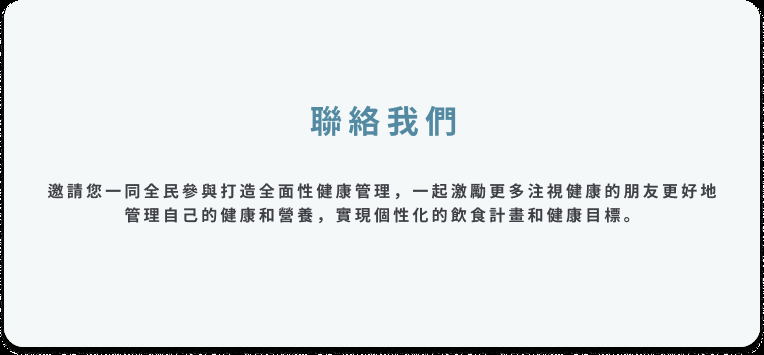 聯絡我們
邀請您一同全民參與打造全面性健康管理，一起激勵更多注視健康的朋友更好地
管理自己的健康和營養，實現個性化的飲食計畫和健康目標。